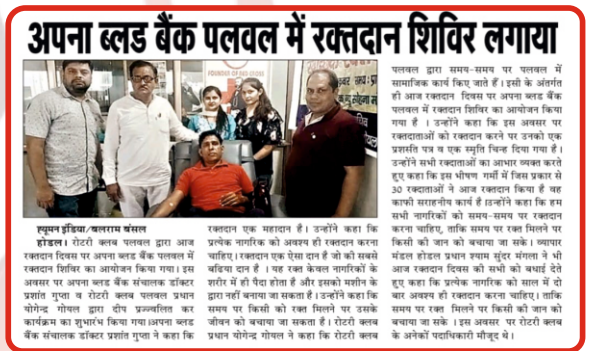 अपना ब्लड बैंक पलवल में रक्तदान शिविर लगाया
FOUNDER OF RED CROSS
ह्यूमन इंडिया/बलराम बंसल
होडल। रोटरी क्लब पलवल द्वारा आज
रक्तदान दिवस पर अपना ब्लड बैंक पलवल में
रक्तदान शिविर का आयोजन किया गया। इस
अवसर पर अपना बैंक संचालक डॉक्टर
प्रशांत गुप्ता व रोटरी क्लब पलवल प्रधान
योगेन्द्र गोयल द्वारा दीप प्रज्ज्वलित कर
कार्यक्रम का शुभारंभ किया गया।अपना ब्लड
बैंक संचालक डॉक्टर प्रशांत गुप्ता ने कहा कि
रक्तदान एक महादान है। उन्होंने कहा कि
प्रत्येक नागरिक को अवश्य ही रक्तदान करना
चाहिए। रक्तदान एक ऐसा दान है जो की सबसे
बढिया दान है । यह रक्त केवल नागरिकों के
शरीर में ही पैदा होता है और इसको मशीन के
द्वारा नहीं बनाया जा सकता है। उन्होंने कहा कि
समय पर किसी को रक्त मिलने पर उसके
जीवन को बचाया जा सकता है। रोटरी क्लब
प्रधान योगेन्द्र गोयल ने कहा कि रोटरी क्लब
पलवल द्वारा समय-समय पर पलवल में
सामाजिक कार्य किए जाते हैं। इसी के अंतर्गत
ही आज रक्तदान दिवस पर अपना ब्लड बैंक
पलवल में रक्तदान शिविर का आयोजन किया
गया है । उन्होंने कहा कि इस अवसर पर
रक्तदाताओं को रक्तदान करने पर उनको एक
प्रशस्ति पत्र व एक स्मृति चिन्ह दिया गया है।
उन्होंने सभी रक्दाताओं का आभार व्यक्त करते
हुए कहा कि इस भीषण गर्मी में जिस प्रकार से
30 रक्दाताओं ने आज रक्तदान किया है वह
काफी सराहनीय कार्य है।उन्होंने कहा कि हम
सभी नागरिकों को समय-समय पर रक्तदान
करना चाहिए, ताकि समय पर रक्त मिलने पर
किसी की जान को बचाया जा सके। व्यापार
मंडल होडल प्रधान श्याम सुंदर मंगला ने भी
आज रक्तदान दिवस की सभी को बधाई देते
हुए कहा कि प्रत्येक नागरिक को साल में दो
बार अवश्य ही रक्तदान करना चाहिए। ताकि
समय पर रक्त मिलने पर किसी की जान को
बचाया जा सके । इस अवसर पर रोटरी क्लब
के अनेकों पदाधिकारी मौजूद थे।